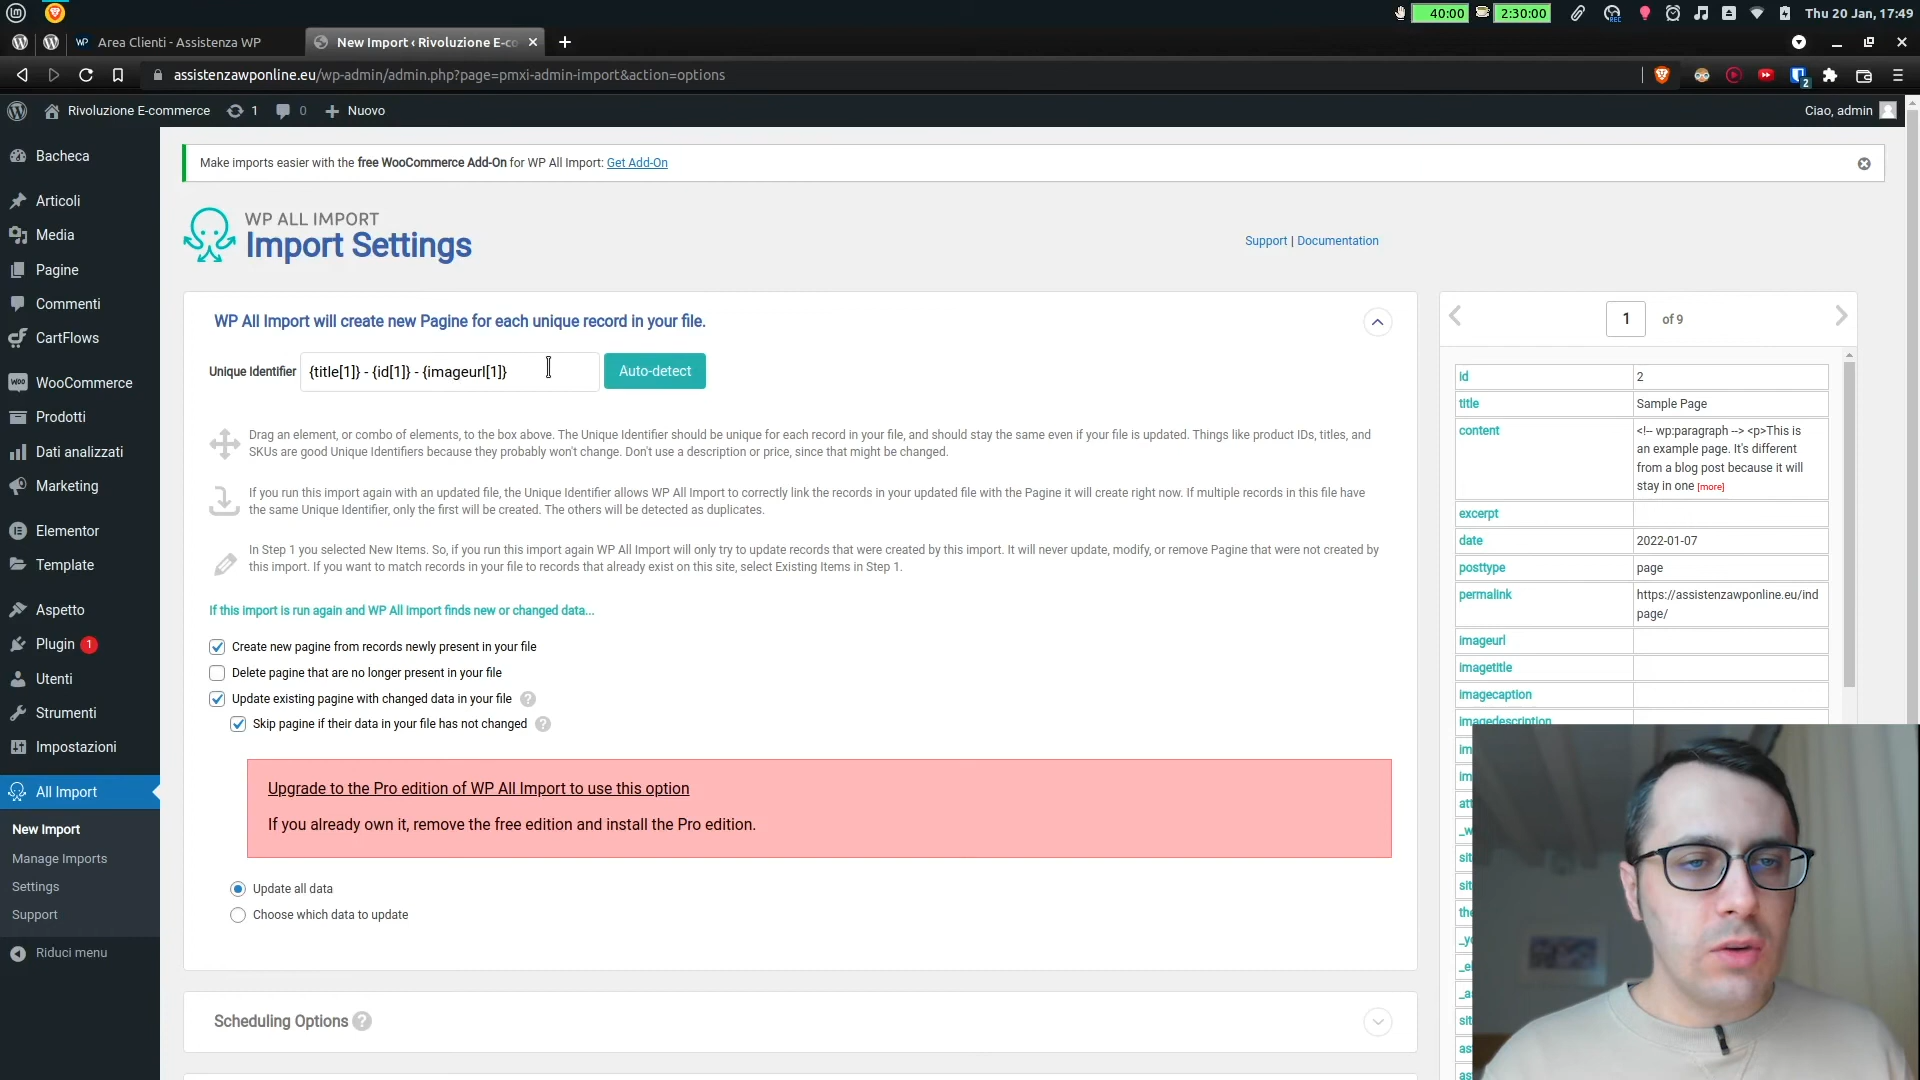 40:00
2:30:00
REC
Thu 20 Jan, 17:49
WP Area Clienti - Assistenza WP
New Import ‹ Rivoluzione E-co
assistenzawponline.eu/wp-admin/admin.php?page=pmxi-admin-import&action=options
2
Rivoluzione E-commerce
1
0
Nuovo
Ciao, admin
Bacheca
Articoli
Media
Pagine
Commenti
CartFlows
WooCommerce
Prodotti
Dati analizzati
Marketing
Elementor
Template
Aspetto
Plugin 1
Utenti
Strumenti
Impostazioni
All Import
New Import
Manage Imports
Settings
Support
Riduci menu
Make imports easier with the free WooCommerce Add-On for WP All Import: Get Add-On
WP ALL IMPORT
Import Settings
Support | Documentation
WP All Import will create new Pagine for each unique record in your file.
Unique Identifier
{title[1]} - {id[1]} - {imageurl[1]}
Auto-detect
Drag an element, or combo of elements, to the box above. The Unique Identifier should be unique for each record in your file, and should stay the same even if your file is updated. Things like product IDs, titles, and
SKUs are good Unique Identifiers because they probably won't change. Don't use a description or price, since that might be changed.
If you run this import again with an updated file, the Unique Identifier allows WP All Import to correctly link the records in your updated file with the Pagine it will create right now. If multiple records in this file have
the same Unique Identifier, only the first will be created. The others will be detected as duplicates.
In Step 1 you selected New Items. So, if you run this import again WP All Import will only try to update records that were created by this import. It will never update, modify, or remove Pagine that were not created by
this import. If you want to match records in your file to records that already exist on this site, select Existing Items in Step 1.
If this import is run again and WP All Import finds new or changed data...
Create new pagine from records newly present in your file
Delete pagine that are no longer present in your file
Update existing pagine with changed data in your file ?
Skip pagine if their data in your file has not changed ?
Upgrade to the Pro edition of WP All Import to use this option
If you already own it, remove the free edition and install the Pro edition.
Update all data
Choose which data to update
Scheduling Options ?
1 of 9
id 2
title Sample Page
content <!-- wp:paragraph --> <p>This is
an example page. It's different
from a blog post because it will
stay in one [more]
excerpt
date 2022-01-07
posttype page
permalink https://assistenzawponline.eu/ind
page/
imageurl
imagetitle
imagecaption
imagedescription
im
im
att
_w
sit
sit
the
_yo
_el
_a
sit
as
as